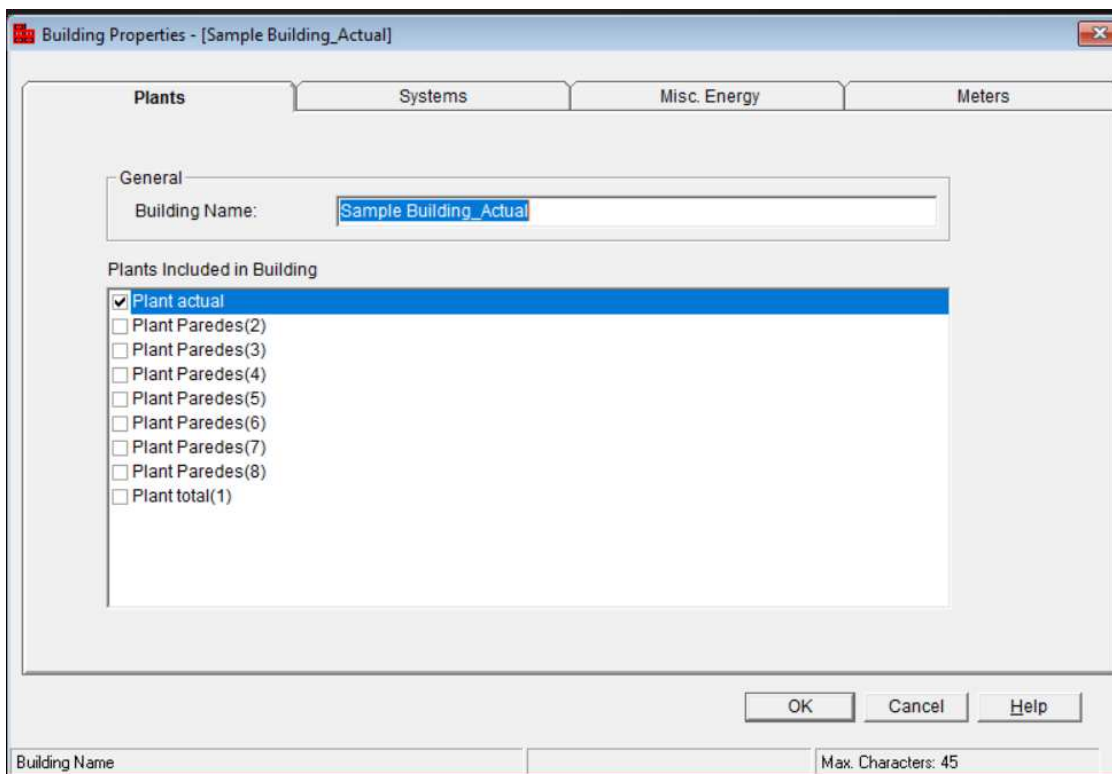 Building Properties - [Sample Building_Actual]
Plants Systems Misc. Energy Meters
General
Building Name: Sample Building_Actual
Plants Included in Building
Plant actual
Plant Paredes(2)
Plant Paredes(3)
Plant Paredes(4)
Plant Paredes(5)
Plant Paredes(6)
Plant Paredes(7)
Plant Paredes(8)
Plant total(1)
OK Cancel Help
Building Name Max. Characters: 45